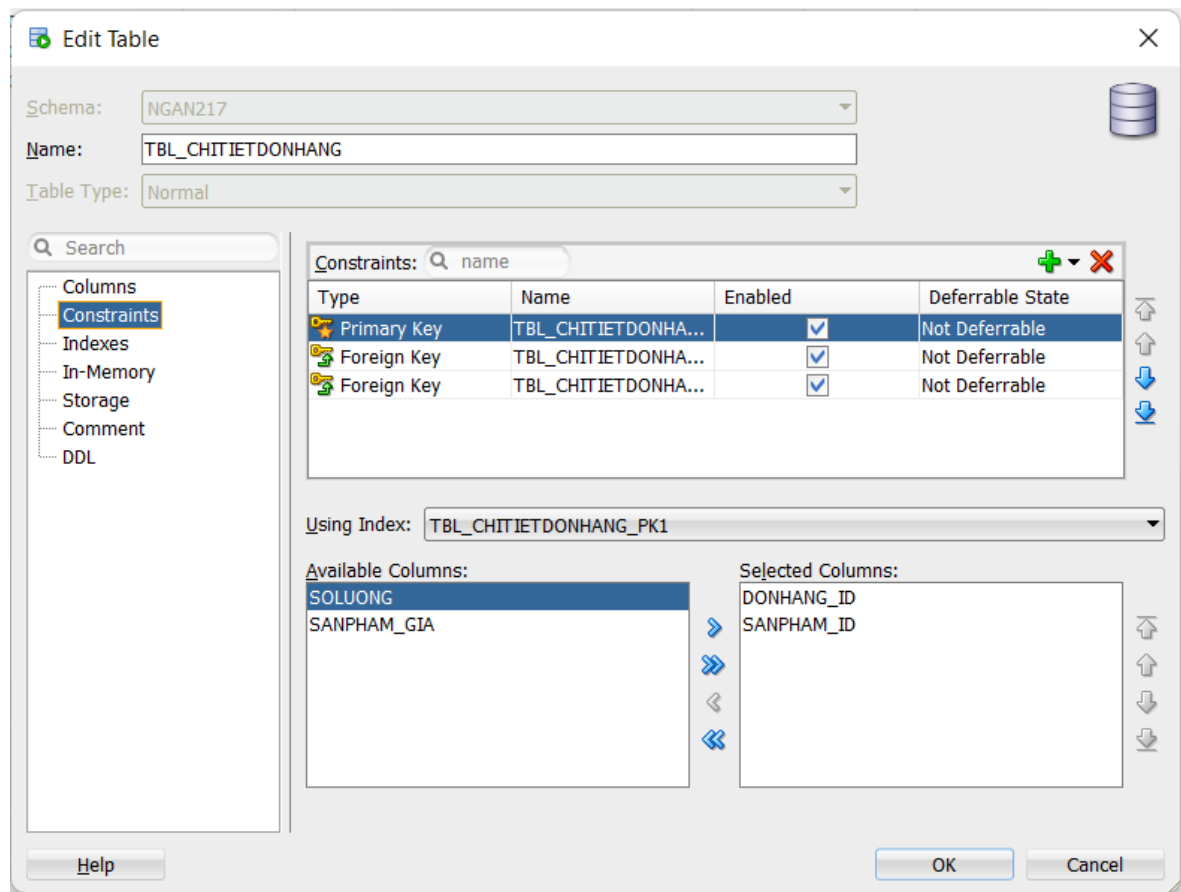 Edit Table
Schema: NGAN217
Name: TBL_CHITIETDONHANG
Table Type: Normal
Search
Columns
Constraints
Indexes
In-Memory
Storage
Comment
DDL
Constraints: name
Type Name Enabled Deferrable State
Primary Key TBL_CHITIETDONHA... Not Deferrable
Foreign Key TBL_CHITIETDONHA... Not Deferrable
Foreign Key TBL_CHITIETDONHA... Not Deferrable
Using Index: TBL_CHITIETDONHANG_PK1
Available Columns:
SOLUONG
SANPHAM_GIA
Selected Columns:
DONHANG_ID
SANPHAM_ID
Help OK Cancel